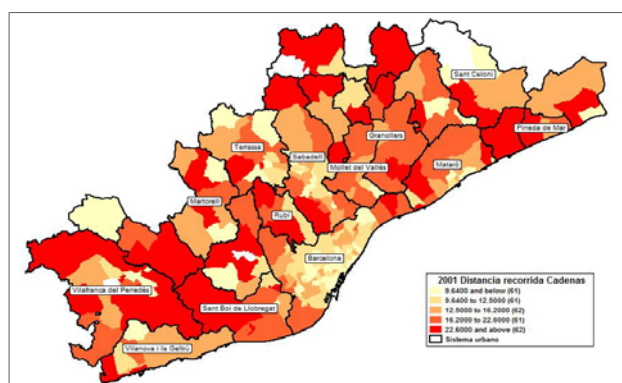 Sant Celoni
Pineda de Mar
Granollers
Terrassa
Sabadell
Mataró
Mollet del Vallès
Martorell
Rubí
Barcelona
Vilafranca del Penedès
Sant Boi de Llobregat
Vilanova i la Geltrú
2001 Distancia recorrida Cadenas
9.6400 and below (61)
9.6400 to 12.5000 (61)
12.5000 to 16.2000 (62)
16.2000 to 22.6000 (61)
22.6000 and above (62)
Sistema urbano